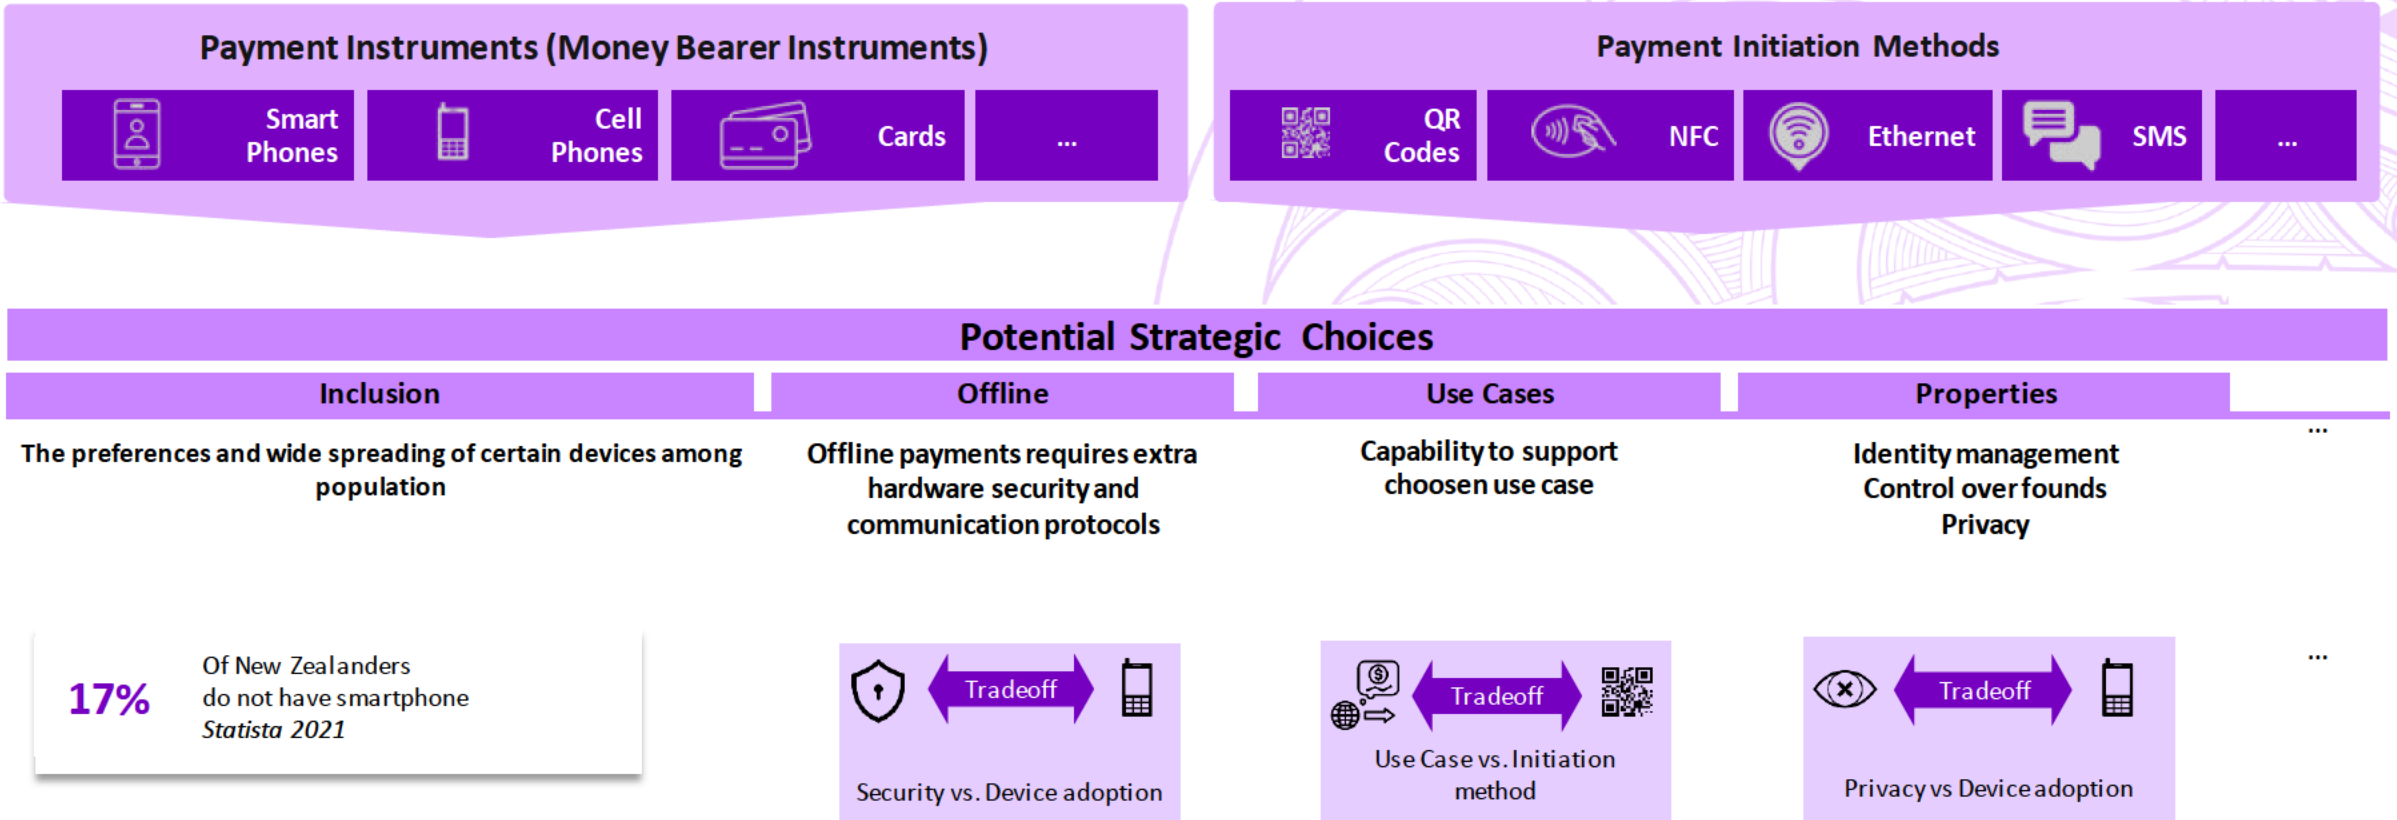 Payment Instruments (Money Bearer Instruments)
Smart
Phones
Cell
Phones
Cards
...
Payment Initiation Methods
QR
Codes
NFC
Ethernet
SMS
...
Potential Strategic Choices
Inclusion
Offline
Use Cases
Properties
The preferences and wide spreading of certain devices among
population
Offline payments requires extra
hardware security and
communication protocols
Capability to support
choosen use case
Identity management
Control over founds
Privacy
...
17%
Of New Zealanders
do not have smartphone
Statista 2021
Tradeoff
Security vs. Device adoption
Tradeoff
Use Case vs. Initiation
method
Tradeoff
Privacy vs Device adoption
...